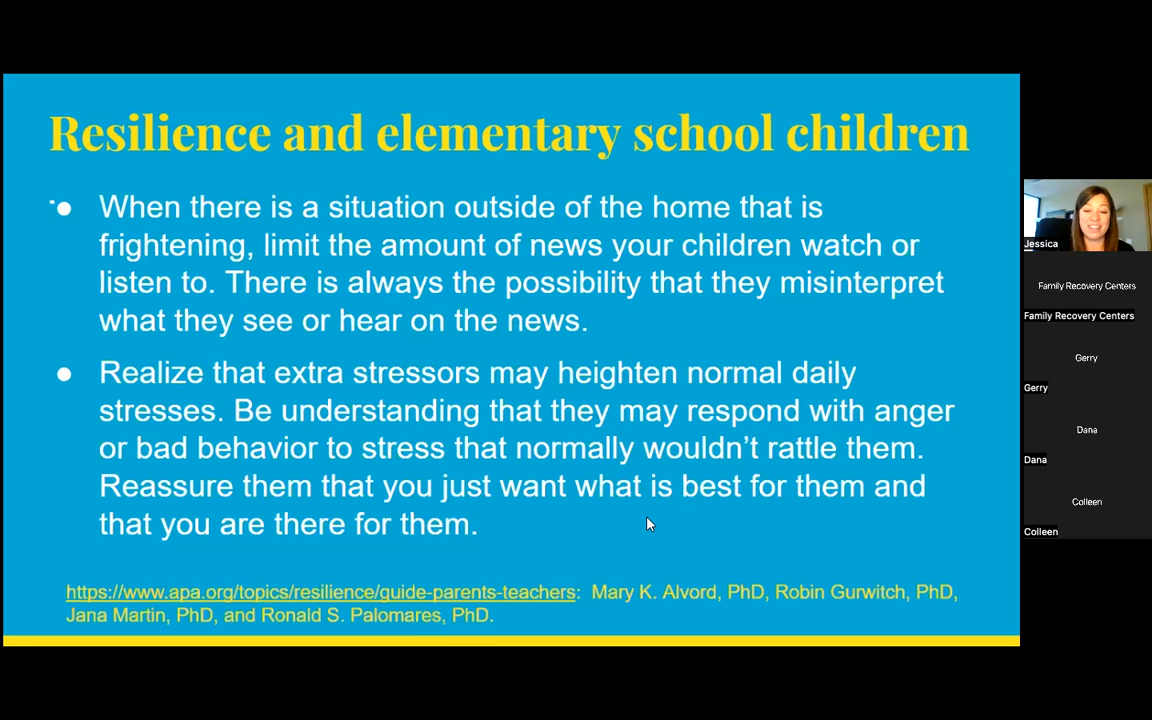 Resilience and elementary school children
● When there is a situation outside of the home that is
frightening, limit the amount of news your children watch or
listen to. There is always the possibility that they misinterpret
what they see or hear on the news.
● Realize that extra stressors may heighten normal daily
stresses. Be understanding that they may respond with anger
or bad behavior to stress that normally wouldn’t rattle them.
Reassure them that you just want what is best for them and
that you are there for them.
https://www.apa.org/topics/resilience/guide-parents-teachers: Mary K. Alvord, PhD, Robin Gurwitch, PhD,
Jana Martin, PhD, and Ronald S. Palomares, PhD.
Jessica
Family Recovery Centers
Family Recovery Centers
Gerry
Gerry
Dana
Dana
Colleen
Colleen